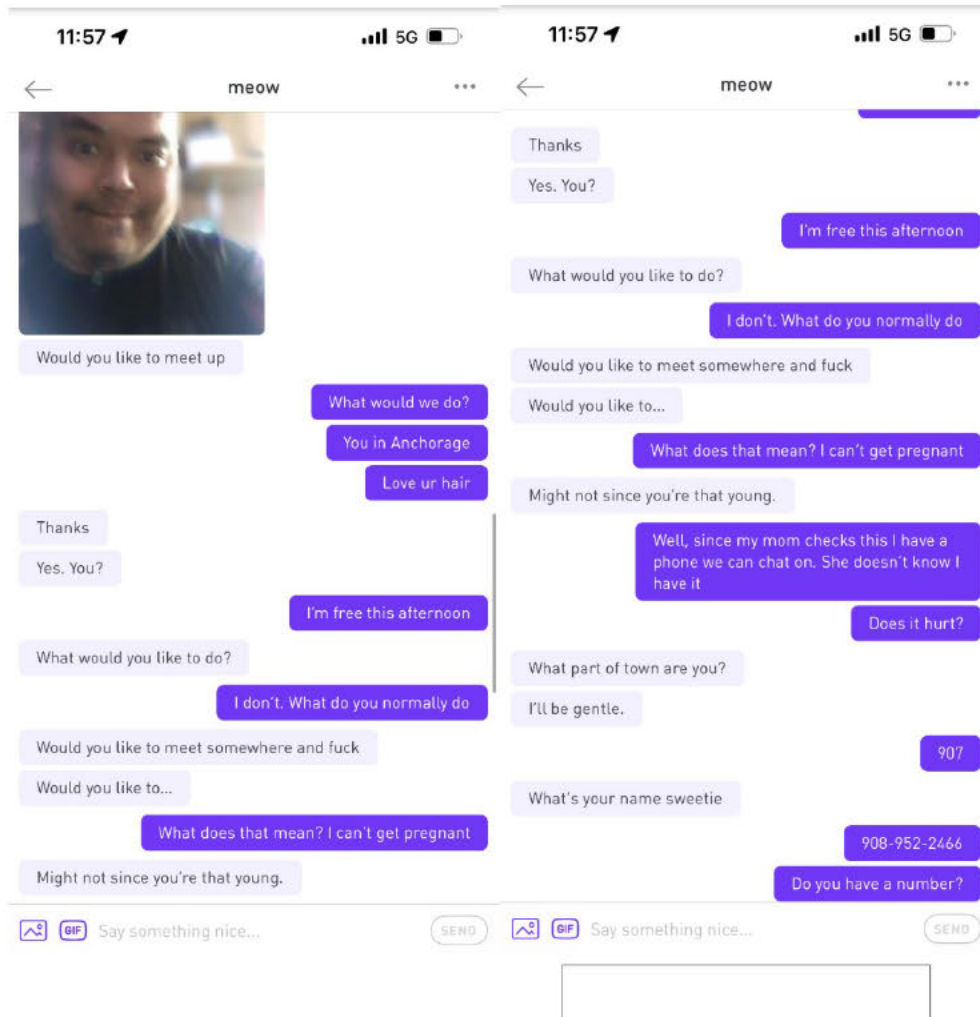 11:57
5G
meow
Would you like to meet up
What would we do?
You in Anchorage
Love ur hair
Thanks
Yes. You?
I'm free this afternoon
What would you like to do?
I don't. What do you normally do
Would you like to meet somewhere and fuck
Would you like to...
What does that mean? I can't get pregnant
Might not since you're that young.
GIF
Say something nice...
SEND
11:57
5G
meow
Thanks
Yes. You?
I'm free this afternoon
What would you like to do?
I don't. What do you normally do
Would you like to meet somewhere and fuck
Would you like to...
What does that mean? I can't get pregnant
Might not since you're that young.
Well, since my mom checks this I have a
phone we can chat on. She doesn't know I
have it
Does it hurt?
What part of town are you?
I'll be gentle.
907
What's your name sweetie
908-952-2466
Do you have a number?
GIF
Say something nice...
SEND